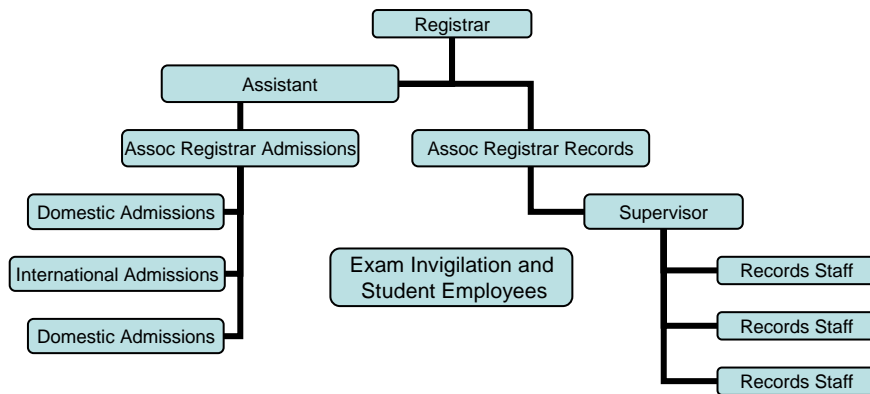 Registrar
Assistant
Assoc Registrar Admissions
Assoc Registrar Records
Domestic Admissions
Supervisor
International Admissions
Exam Invigilation and
Student Employees
Records Staff
Domestic Admissions
Records Staff
Records Staff